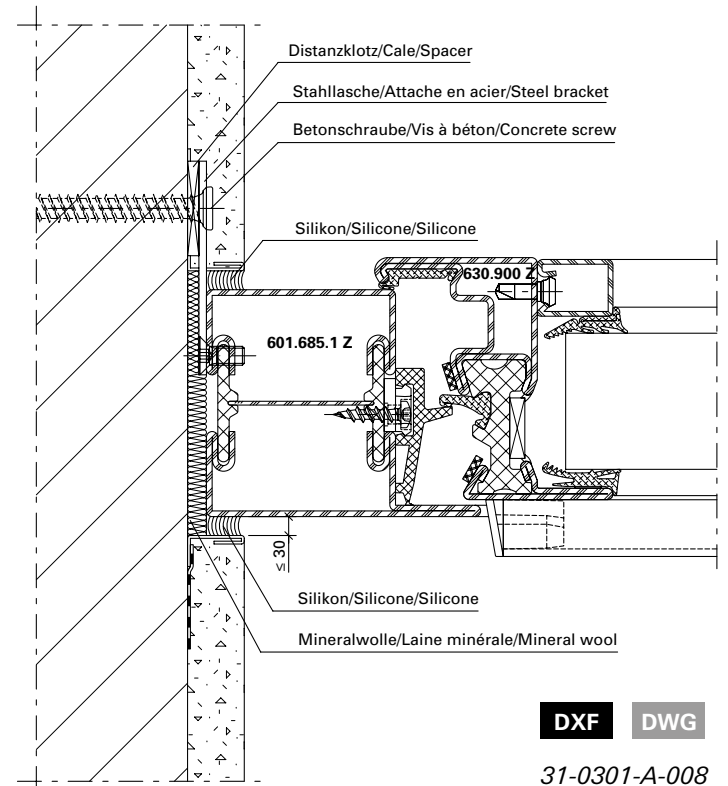 Distanzklotz/Cale/Spacer
Stahllasche/Attache en acier/Steel bracket
Betonschraube/Vis à béton/Concrete screw
Silikon/Silicone/Silicone
630.900 Z
601.685.1 Z
≤ 30
Silikon/Silicone/Silicone
Mineralwolle/Laine minérale/Mineral wool
DXF DWG
31-0301-A-008